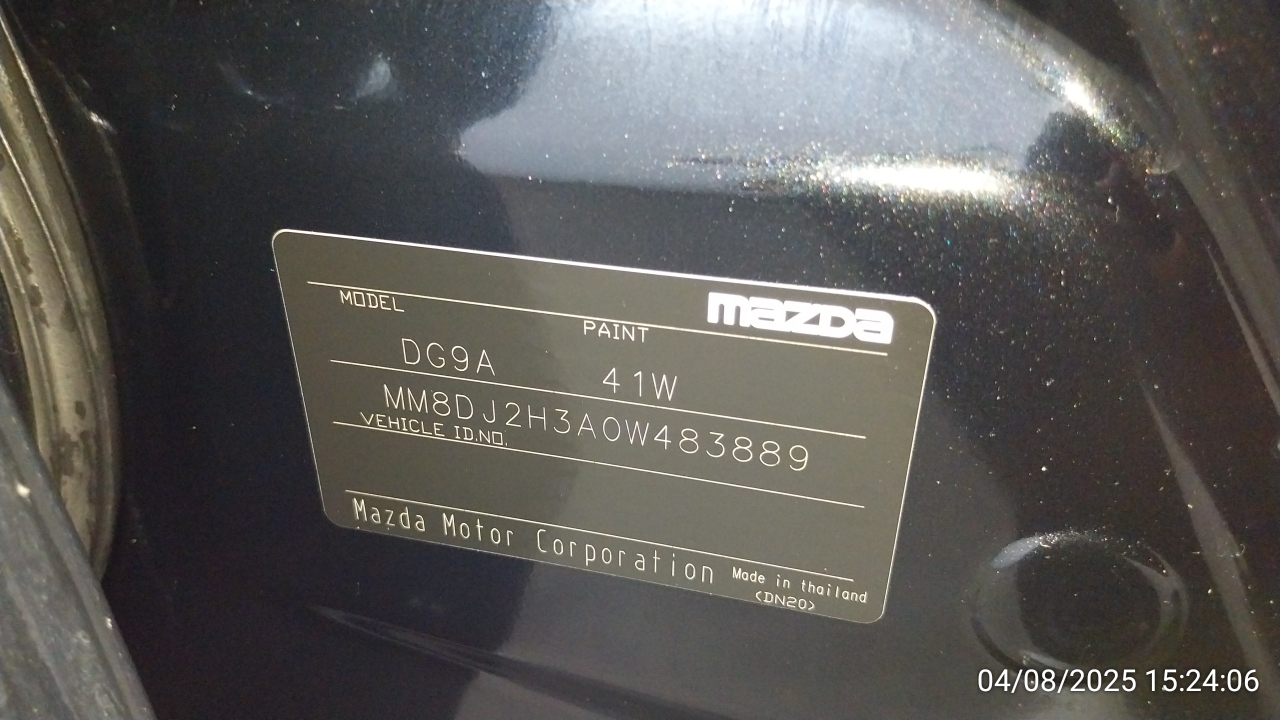 mazda
MODEL PAINT
DG9A 41W
MM8DJ2H3A0W483889
VEHICLE ID.NO.
Mazda Motor Corporation
Made in thailand
<DN20>
04/08/2025 15:24:06